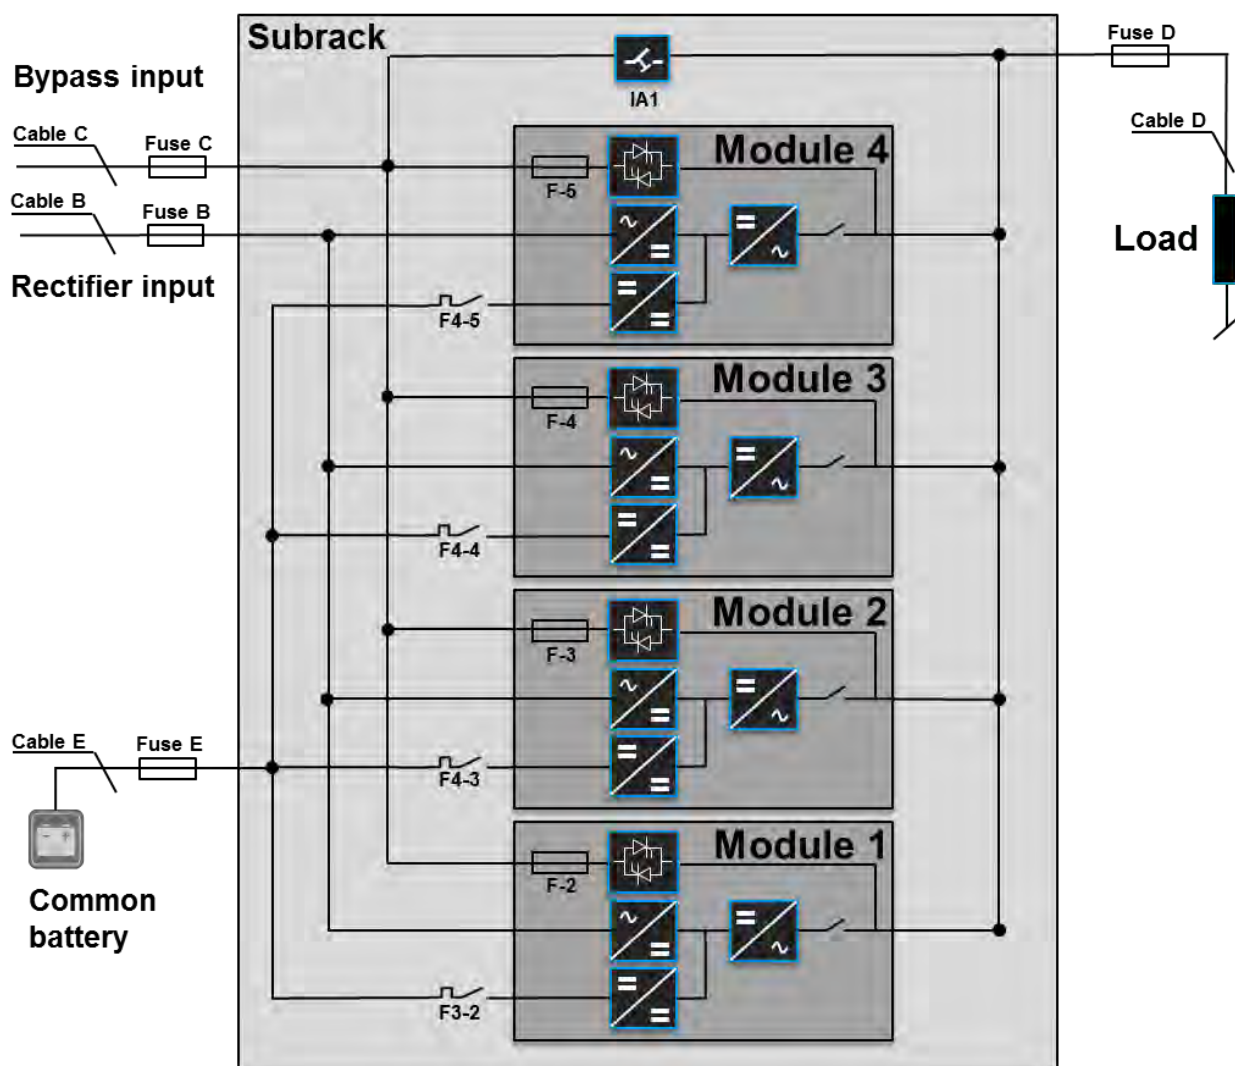 Subrack
Fuse D
Bypass input
IA1
Cable C
Fuse C
Cable D
Module 4
F-5
Cable B
Fuse B
Load
Rectifier input
F4-5
Module 3
F-4
F4-4
Module 2
F-3
Cable E
Fuse E
F4-3
Module 1
F-2
Common
battery
F3-2